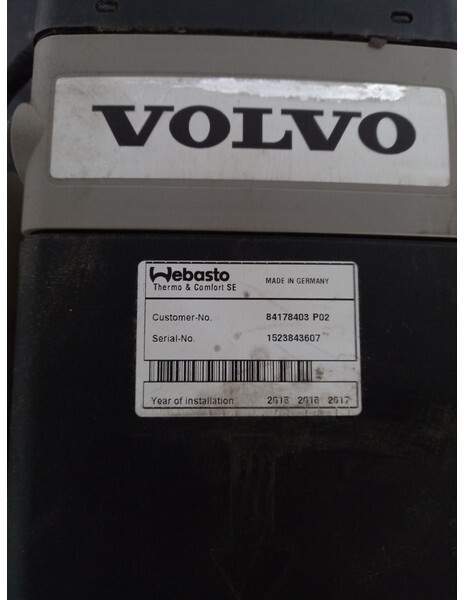 VOLVO
Webasto
Thermo & Comfort SE
MADE IN GERMANY
Customer-No. 84178403 P02
Serial-No. 1523843607
Year of installation 2015 2016 2017